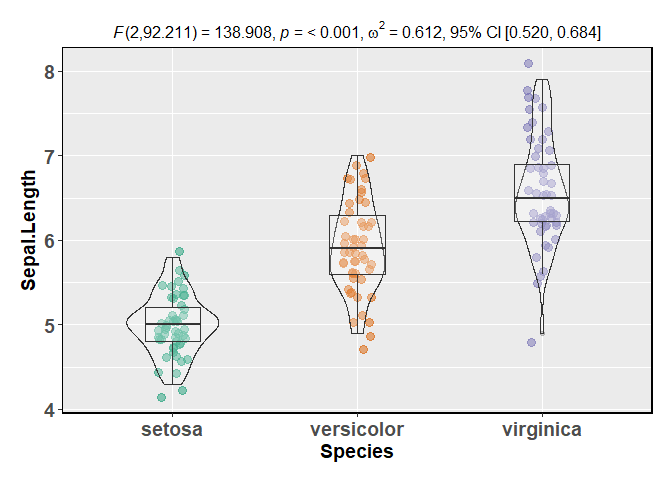 F(2,92.211) = 138.908, p = < 0.001, ω² = 0.612, 95% CI [0.520, 0.684]
8
7
6
5
4
Sepal.Length
setosa versicolor virginica
Species